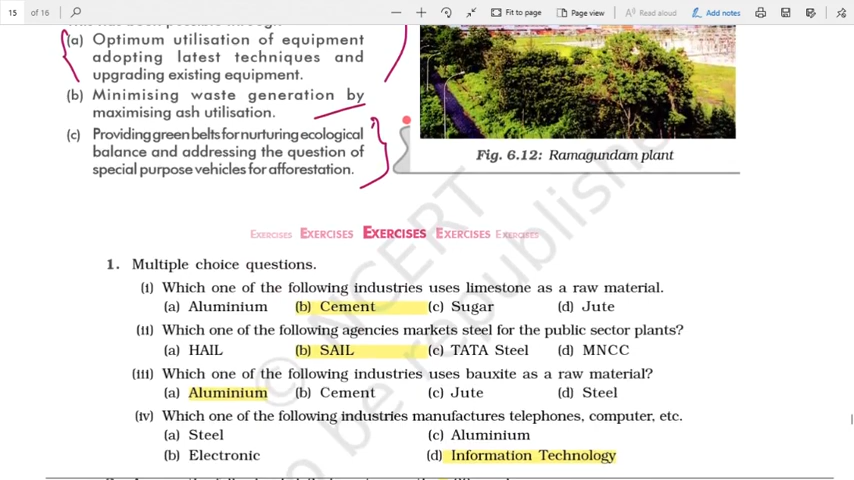 15 of 16
Fit to page
Page view
Read aloud
Add notes
(a) Optimum utilisation of equipment
adopting latest techniques and
upgrading existing equipment.
(b) Minimising waste generation by
maximising ash utilisation.
(c) Providing green belts for nurturing ecological
balance and addressing the question of
special purpose vehicles for afforestation.
Fig. 6.12: Ramagundam plant
© NCERT
to be republished
EXERCISES EXERCISES EXERCISES EXERCISES EXERCISES
1. Multiple choice questions.
(i) Which one of the following industries uses limestone as a raw material.
(a) Aluminium (b) Cement (c) Sugar (d) Jute
(ii) Which one of the following agencies markets steel for the public sector plants?
(a) HAIL (b) SAIL (c) TATA Steel (d) MNCC
(iii) Which one of the following industries uses bauxite as a raw material?
(a) Aluminium (b) Cement (c) Jute (d) Steel
(iv) Which one of the following industries manufactures telephones, computer, etc.
(a) Steel (c) Aluminium
(b) Electronic (d) Information Technology